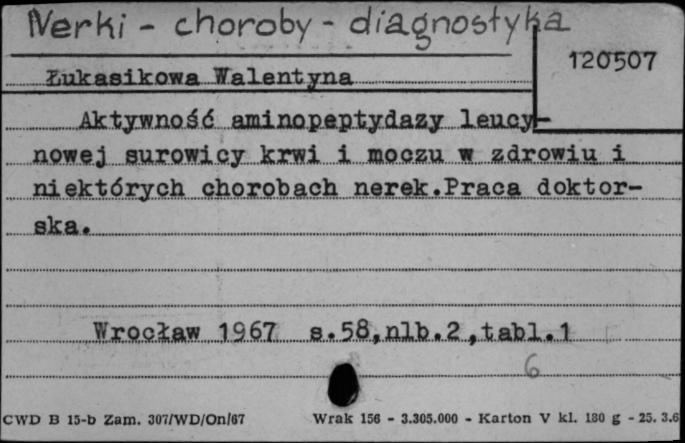 Nerki - choroby - diagnostyka
120507
Łukasikowa Walentyna
Aktywność aminopeptydazy leucy-
nowej surowicy krwi i moczu w zdrowiu i
niektórych chorobach nerek.Praca doktor-
ska.
Wrocław 1967 s.58,nlb.2,tabl.1
6
CWD B 15-b Zam. 307/WD/On/67 Wrak 156 - 3.305.000 - Karton V kl. 180 g - 25. 3.6